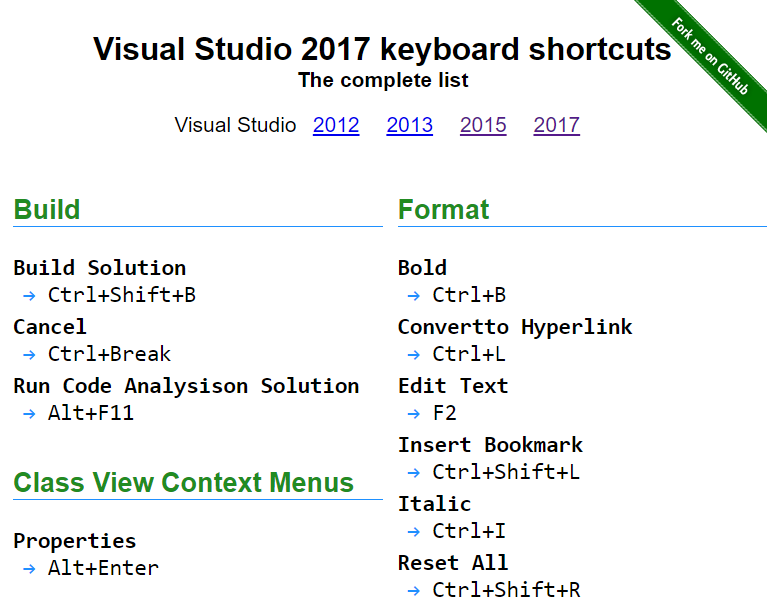 Fork me on GitHub
Visual Studio 2017 keyboard shortcuts
The complete list
Visual Studio 2012 2013 2015 2017
Build
Build Solution
→ Ctrl+Shift+B
Cancel
→ Ctrl+Break
Run Code Analysison Solution
→ Alt+F11
Class View Context Menus
Properties
→ Alt+Enter
Format
Bold
→ Ctrl+B
Convertto Hyperlink
→ Ctrl+L
Edit Text
→ F2
Insert Bookmark
→ Ctrl+Shift+L
Italic
→ Ctrl+I
Reset All
→ Ctrl+Shift+R